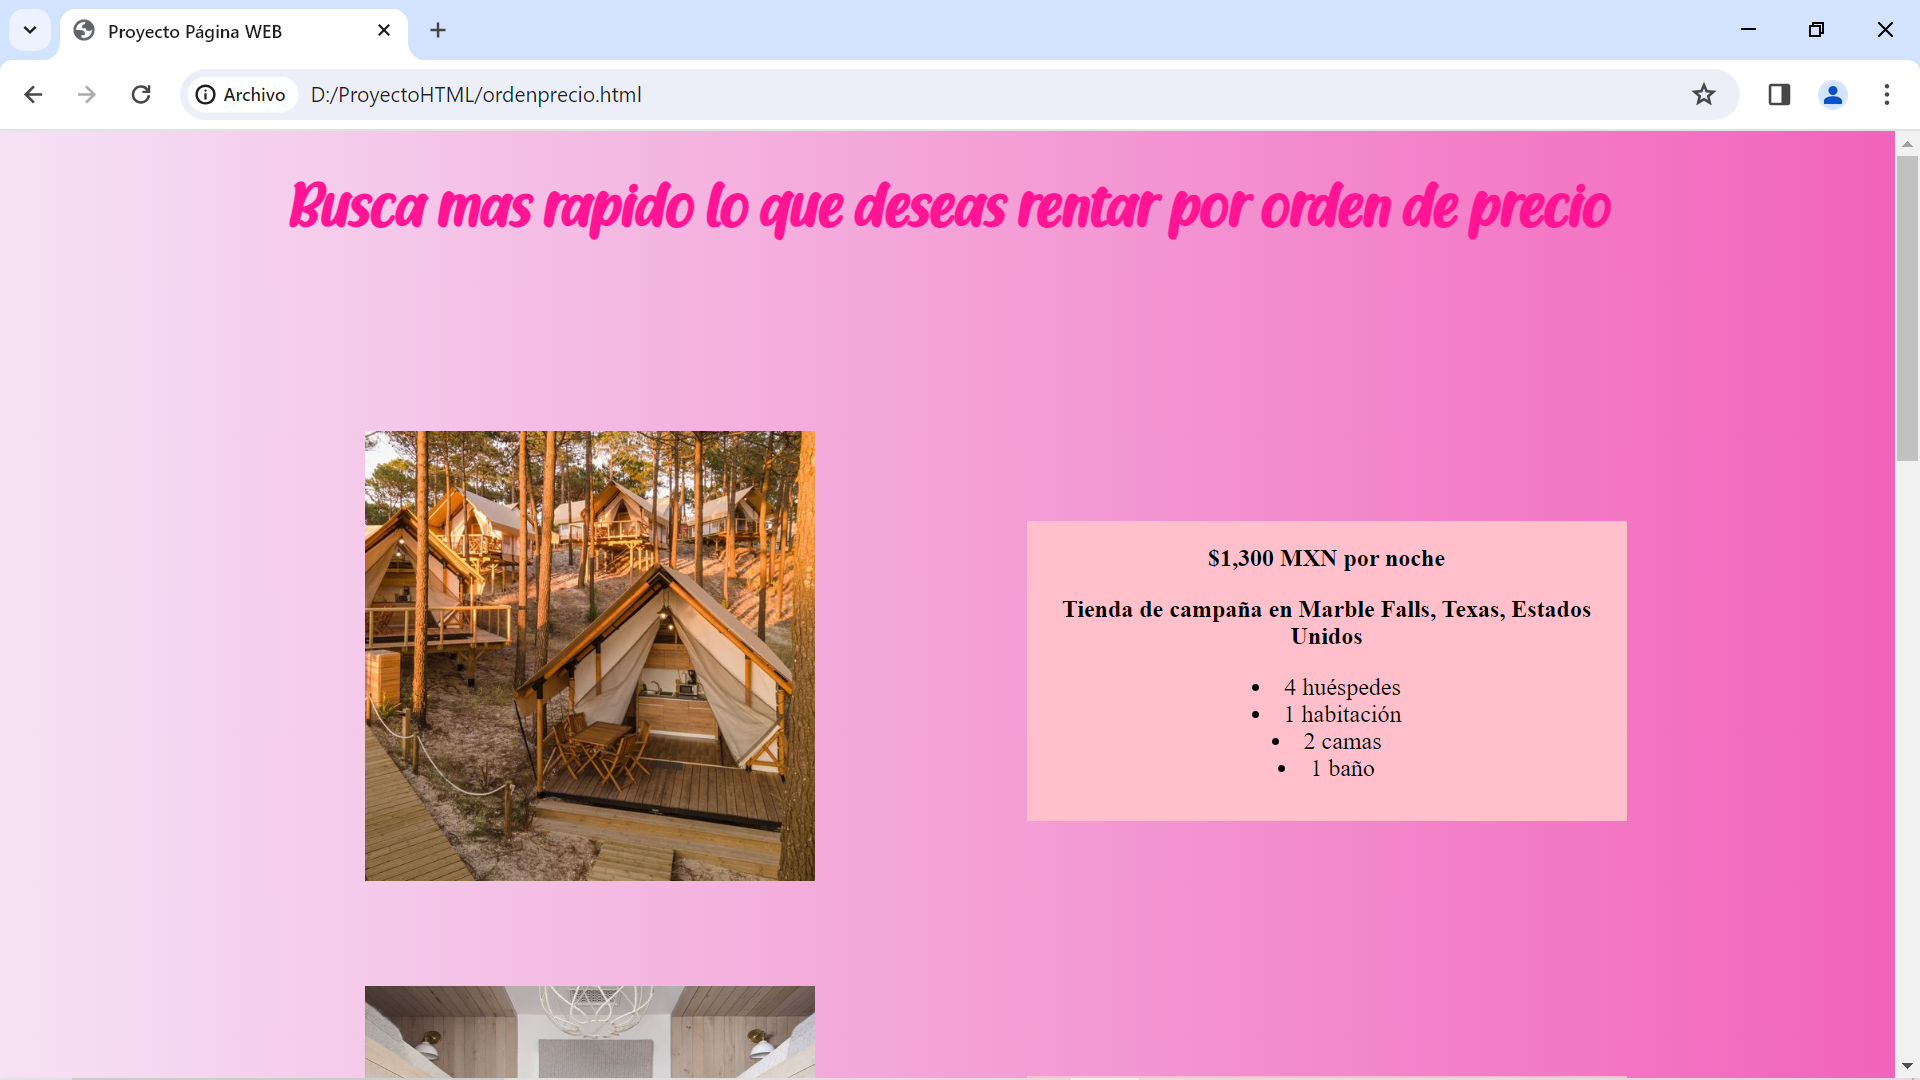 Proyecto Página WEB
Archivo D:/ProyectoHTML/ordenprecio.html
Busca mas rapido lo que deseas rentar por orden de precio
$1,300 MXN por noche
Tienda de campaña en Marble Falls, Texas, Estados
Unidos
• 4 huéspedes
• 1 habitación
• 2 camas
• 1 baño